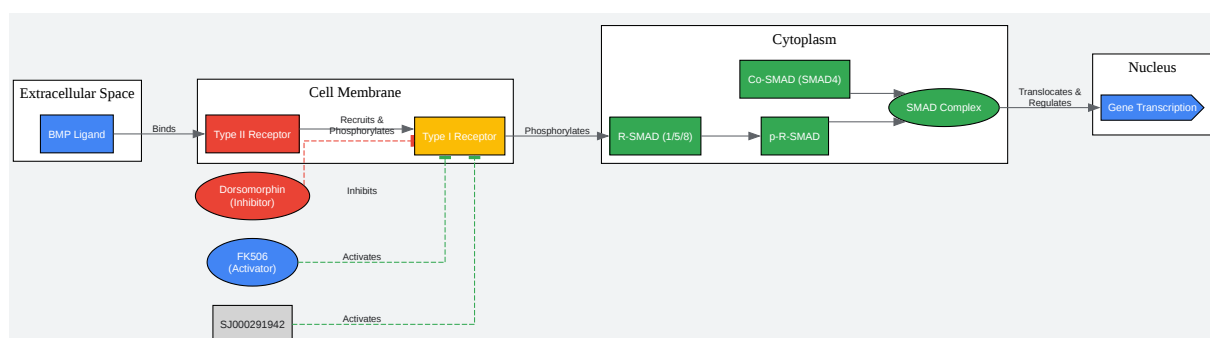 Extracellular Space
BMP Ligand
Binds
Cell Membrane
Type II Receptor
Recruits &
Phosphorylates
Type I Receptor
Dorsomorphin
(Inhibitor)
Inhibits
FK506
(Activator)
Activates
SJ000291942
Activates
Phosphorylates
Cytoplasm
Co-SMAD (SMAD4)
R-SMAD (1/5/8)
p-R-SMAD
SMAD Complex
Translocates &
Regulates
Nucleus
Gene Transcription